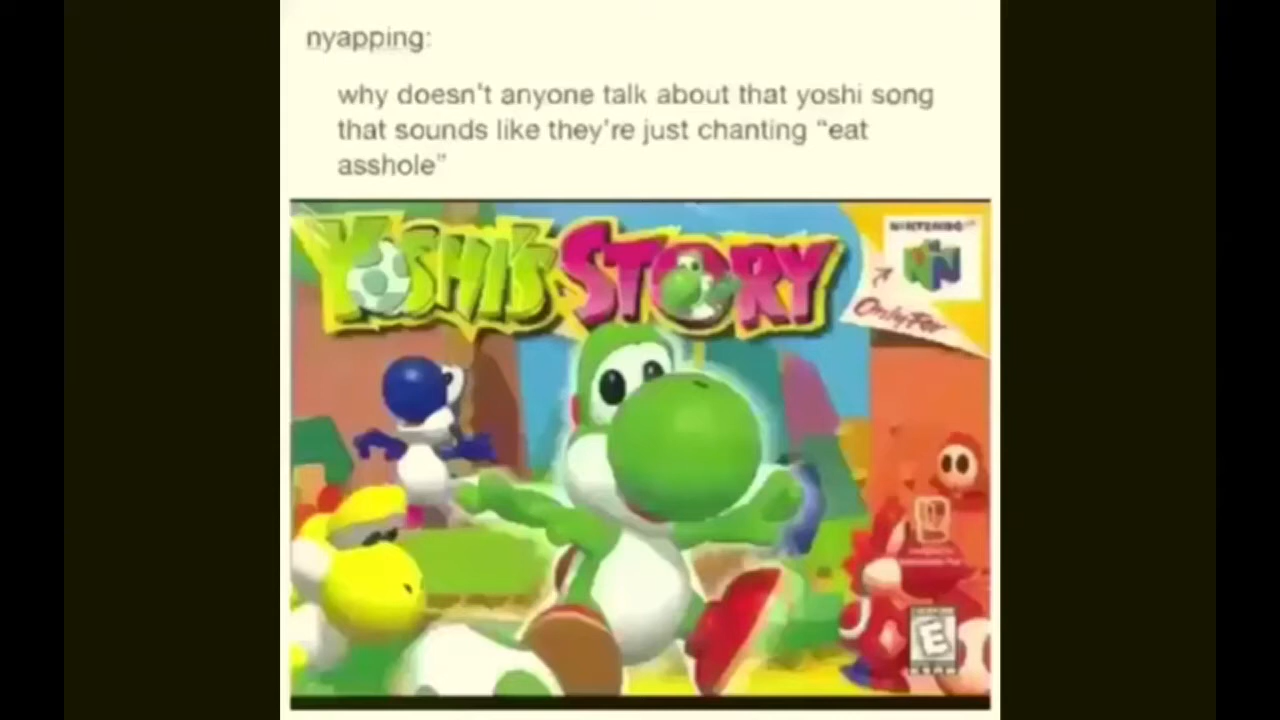 nyapping:
why doesn't anyone talk about that yoshi song
that sounds like they're just chanting “eat
asshole”
YOSHI'S STORY
NINTENDO
Only For
E